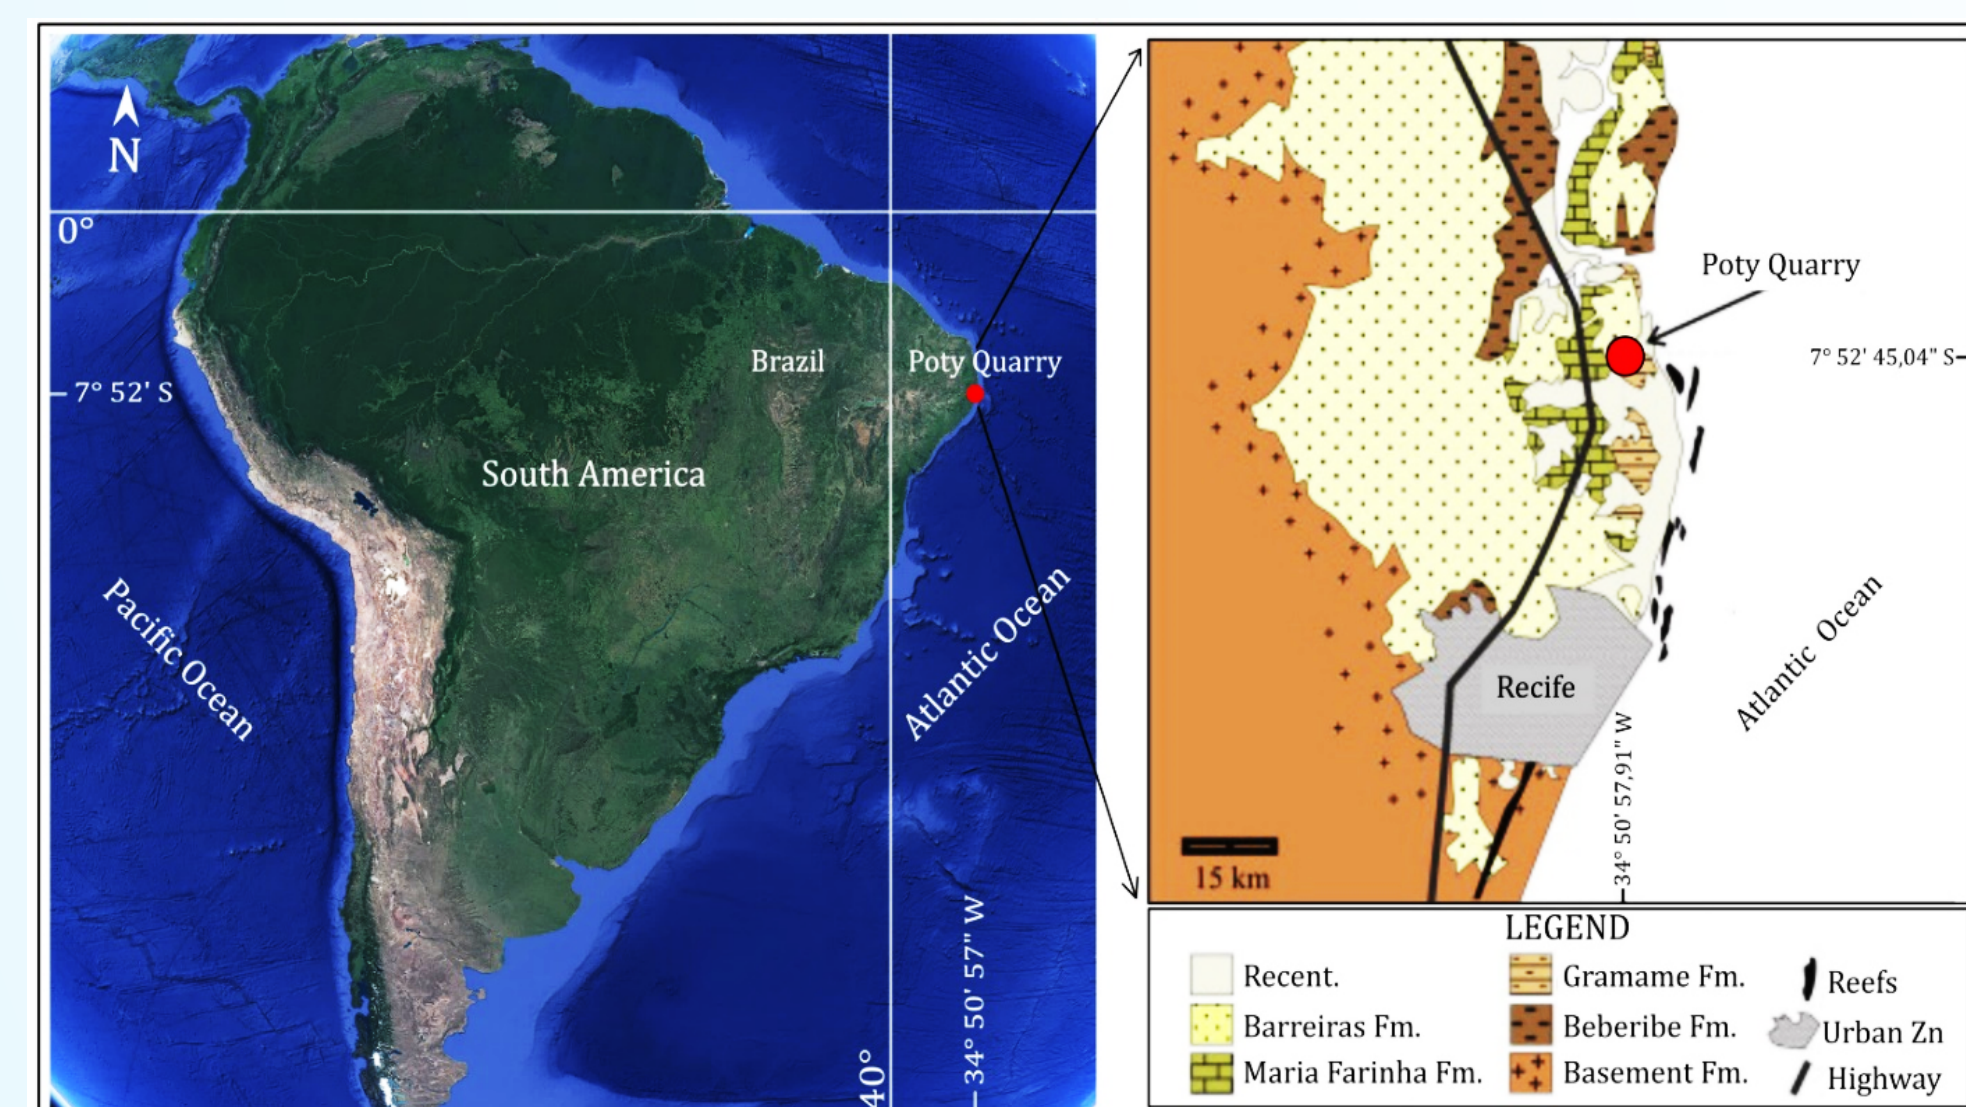 N
0°
7° 52' S
Brazil
Poty Quarry
South America
Pacific Ocean
Atlantic Ocean
34° 50' 57" W
40°
Poty Quarry
7° 52' 45,04" S
Recife
Atlantic Ocean
34° 50' 57,91" W
15 km
LEGEND
Recent.
Barreiras Fm.
Maria Farinha Fm.
Gramame Fm.
Beberibe Fm.
Basement Fm.
Reefs
Urban Zn
Highway